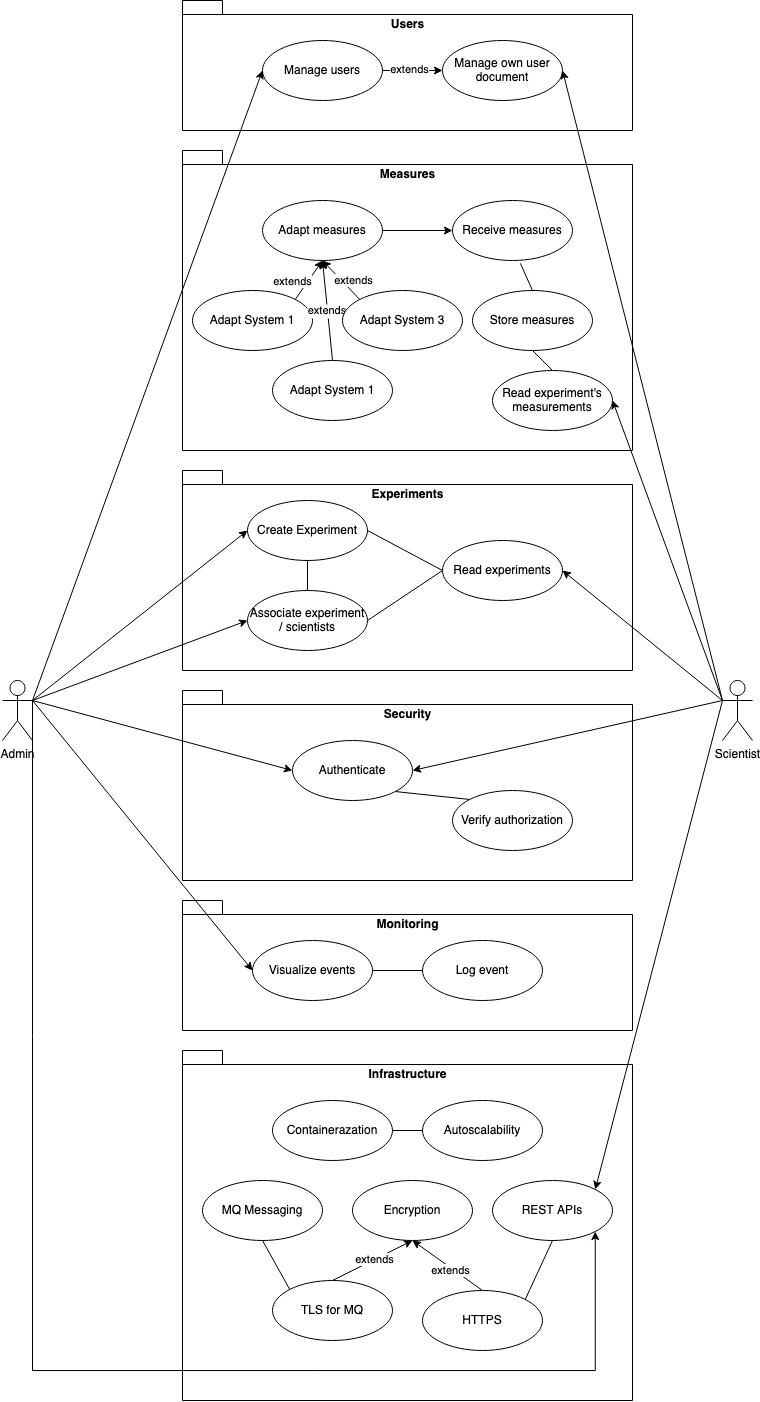 Users
Manage users
extends
Manage own user
document
Measures
Adapt measures
Receive measures
extends
extends
extends
Adapt System 1
Adapt System 3
Store measures
Adapt System 1
Read experiment's
measurements
Experiments
Create Experiment
Read experiments
Associate experiment
/ scientists
Admin
Scientist
Security
Authenticate
Verify authorization
Monitoring
Visualize events
Log event
Infrastructure
Containerazation
Autoscalability
MQ Messaging
Encryption
REST APIs
extends
extends
TLS for MQ
HTTPS